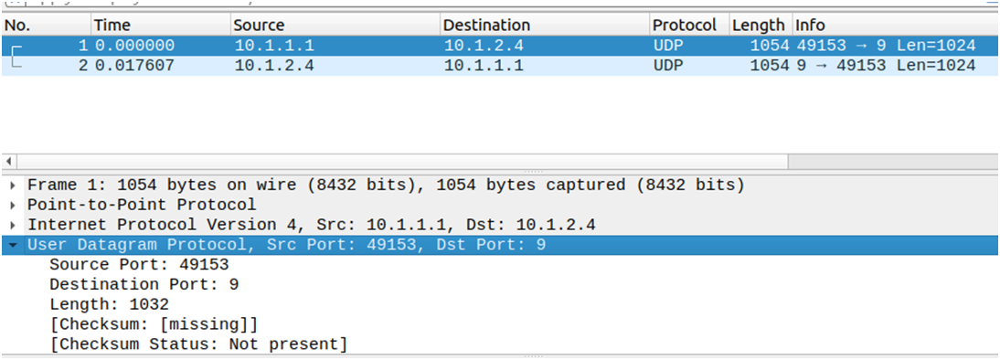 No. Time Source Destination Protocol Length Info
1 0.000000 10.1.1.1 10.1.2.4 UDP 1054 49153 → 9 Len=1024
2 0.017607 10.1.2.4 10.1.1.1 UDP 1054 9 → 49153 Len=1024
Frame 1: 1054 bytes on wire (8432 bits), 1054 bytes captured (8432 bits)
Point-to-Point Protocol
Internet Protocol Version 4, Src: 10.1.1.1, Dst: 10.1.2.4
User Datagram Protocol, Src Port: 49153, Dst Port: 9
Source Port: 49153
Destination Port: 9
Length: 1032
[Checksum: [missing]]
[Checksum Status: Not present]